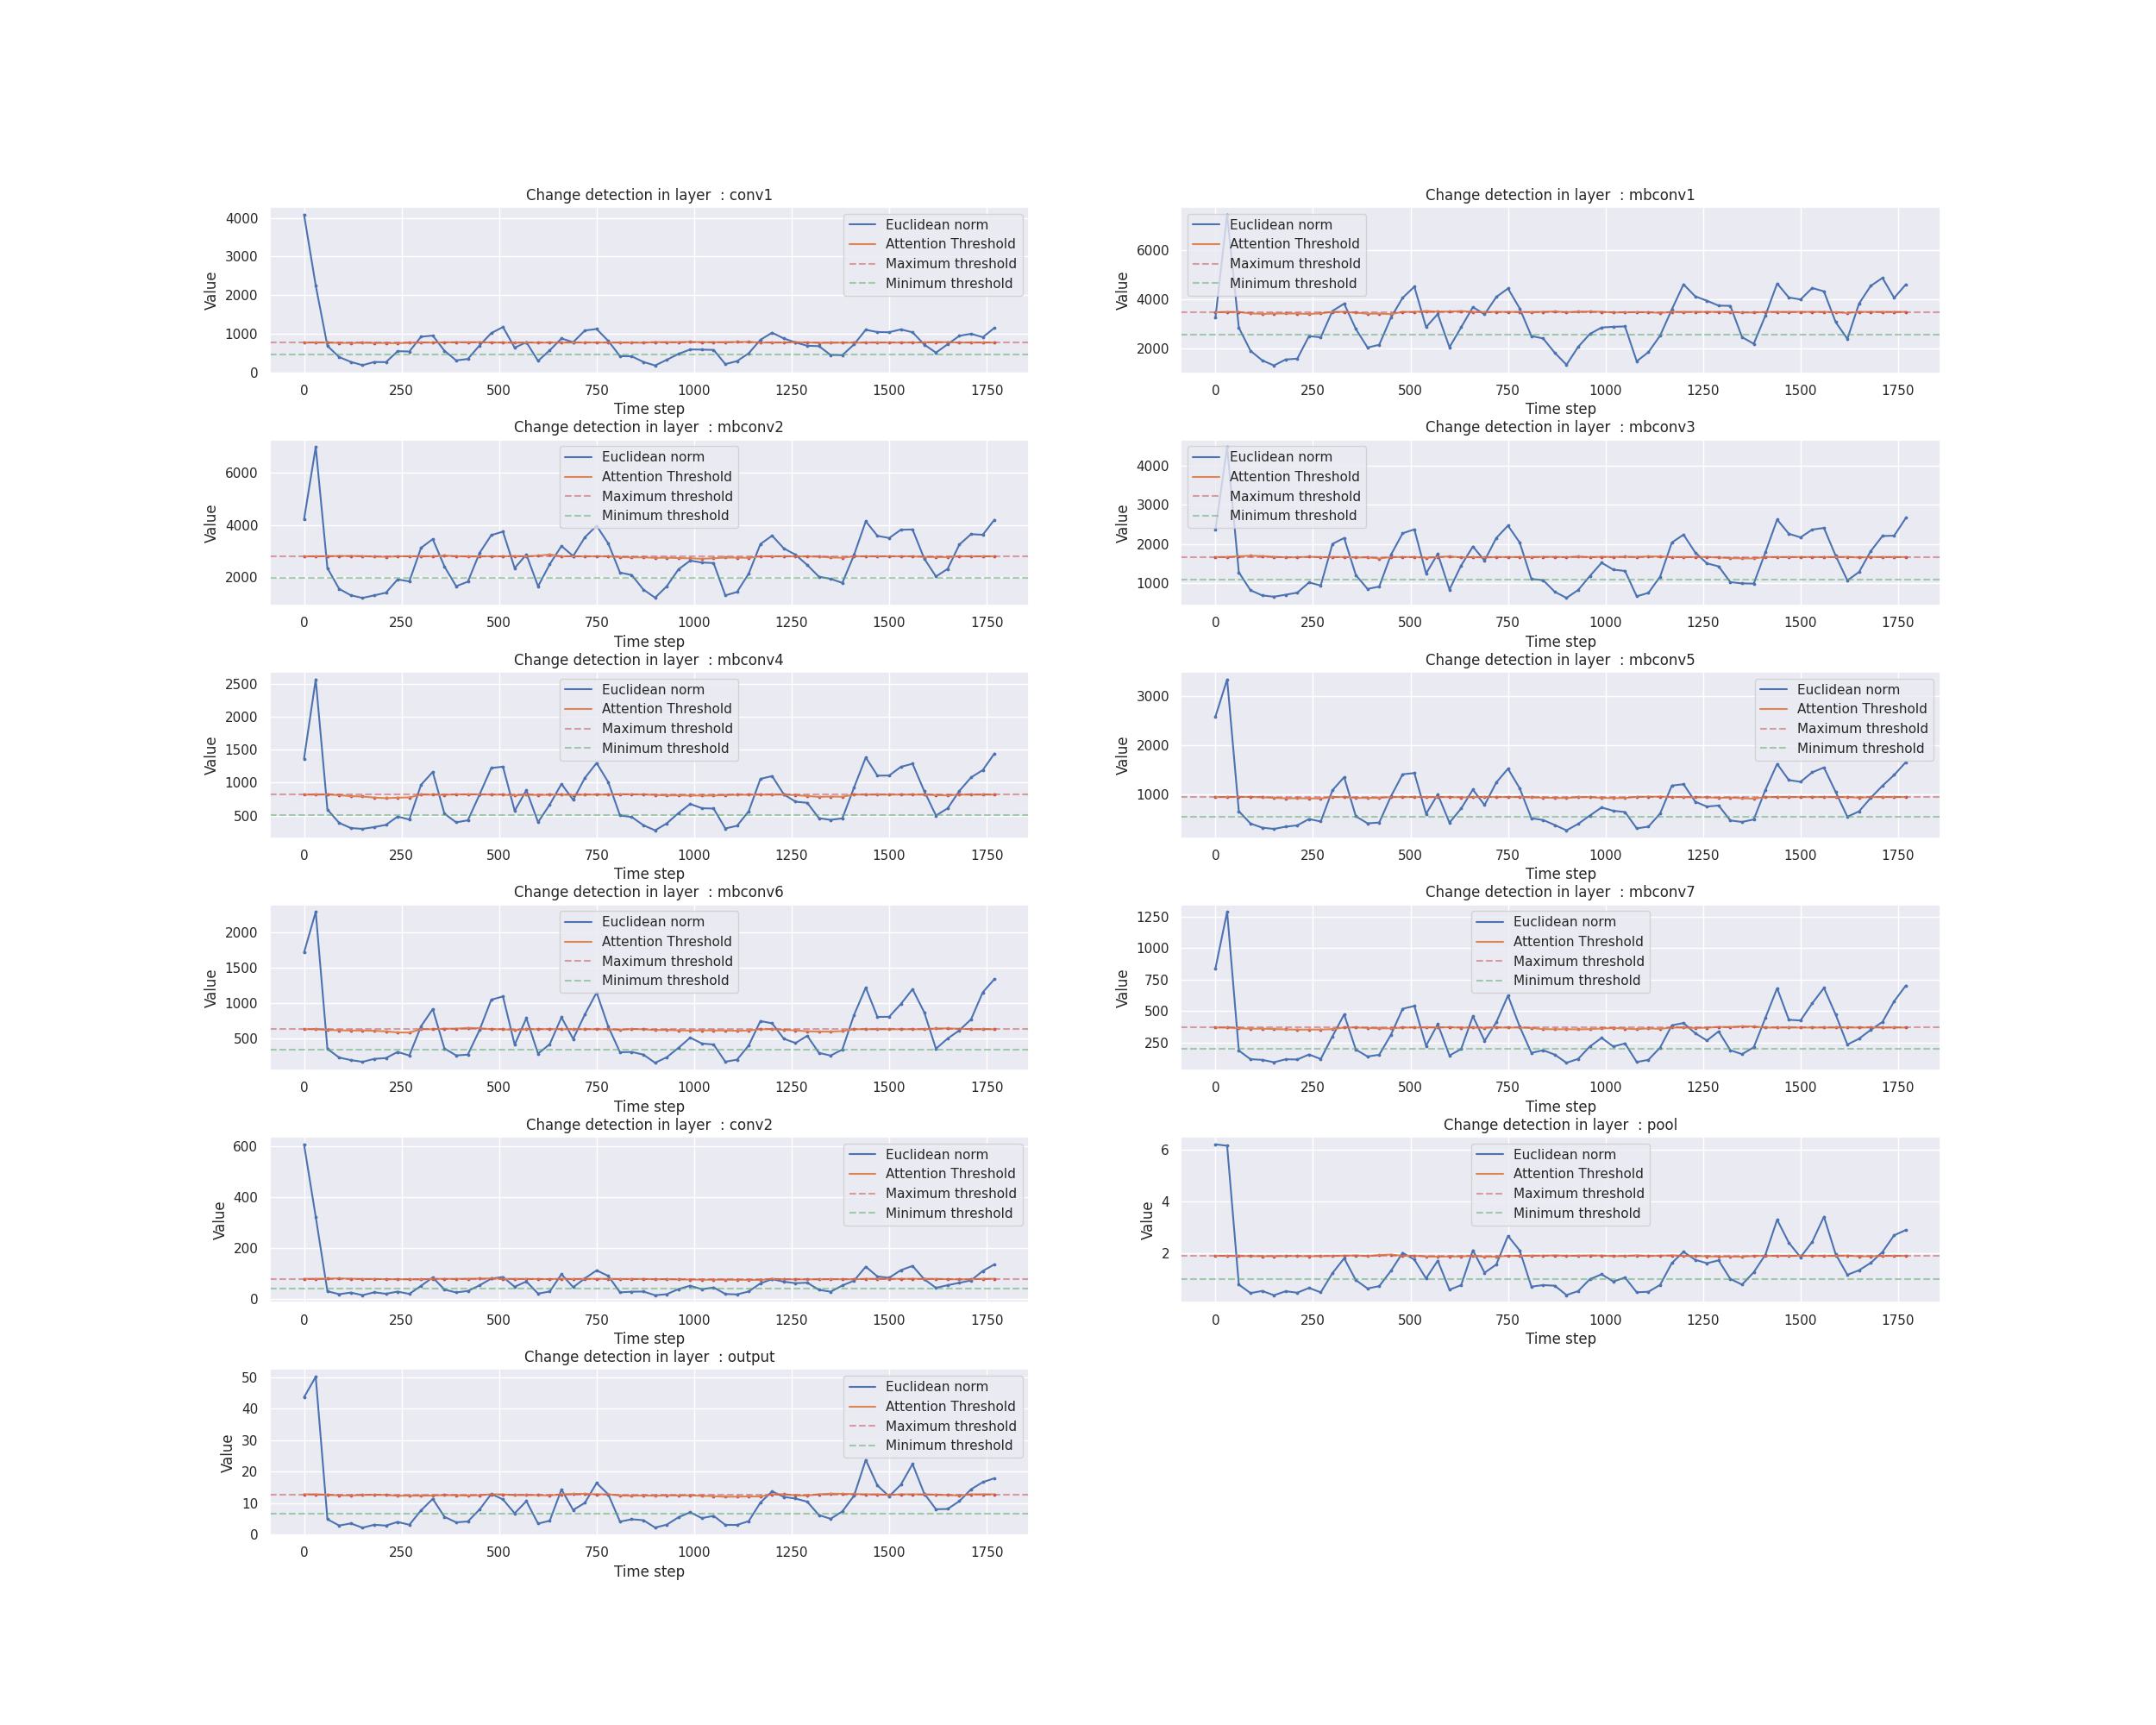 Change detection in layer : conv1
4000
3000
2000
1000
0
Value
Euclidean norm
Attention Threshold
Maximum threshold
Minimum threshold
0 250 500 750 1000 1250 1500 1750
Time step
Change detection in layer : mbconv1
6000
4000
2000
Value
Euclidean norm
Attention Threshold
Maximum threshold
Minimum threshold
0 250 500 750 1000 1250 1500 1750
Time step
Change detection in layer : mbconv2
6000
4000
2000
Value
Euclidean norm
Attention Threshold
Maximum threshold
Minimum threshold
0 250 500 750 1000 1250 1500 1750
Time step
Change detection in layer : mbconv3
4000
3000
2000
1000
Value
Euclidean norm
Attention Threshold
Maximum threshold
Minimum threshold
0 250 500 750 1000 1250 1500 1750
Time step
Change detection in layer : mbconv4
2500
2000
1500
1000
500
Value
Euclidean norm
Attention Threshold
Maximum threshold
Minimum threshold
0 250 500 750 1000 1250 1500 1750
Time step
Change detection in layer : mbconv5
3000
2000
1000
Value
Euclidean norm
Attention Threshold
Maximum threshold
Minimum threshold
0 250 500 750 1000 1250 1500 1750
Time step
Change detection in layer : mbconv6
2000
1500
1000
500
Value
Euclidean norm
Attention Threshold
Maximum threshold
Minimum threshold
0 250 500 750 1000 1250 1500 1750
Time step
Change detection in layer : mbconv7
1250
1000
750
500
250
Value
Euclidean norm
Attention Threshold
Maximum threshold
Minimum threshold
0 250 500 750 1000 1250 1500 1750
Time step
Change detection in layer : conv2
600
400
200
0
Value
Euclidean norm
Attention Threshold
Maximum threshold
Minimum threshold
0 250 500 750 1000 1250 1500 1750
Time step
Change detection in layer : pool
6
4
2
Value
Euclidean norm
Attention Threshold
Maximum threshold
Minimum threshold
0 250 500 750 1000 1250 1500 1750
Time step
Change detection in layer : output
50
40
30
20
10
0
Value
Euclidean norm
Attention Threshold
Maximum threshold
Minimum threshold
0 250 500 750 1000 1250 1500 1750
Time step